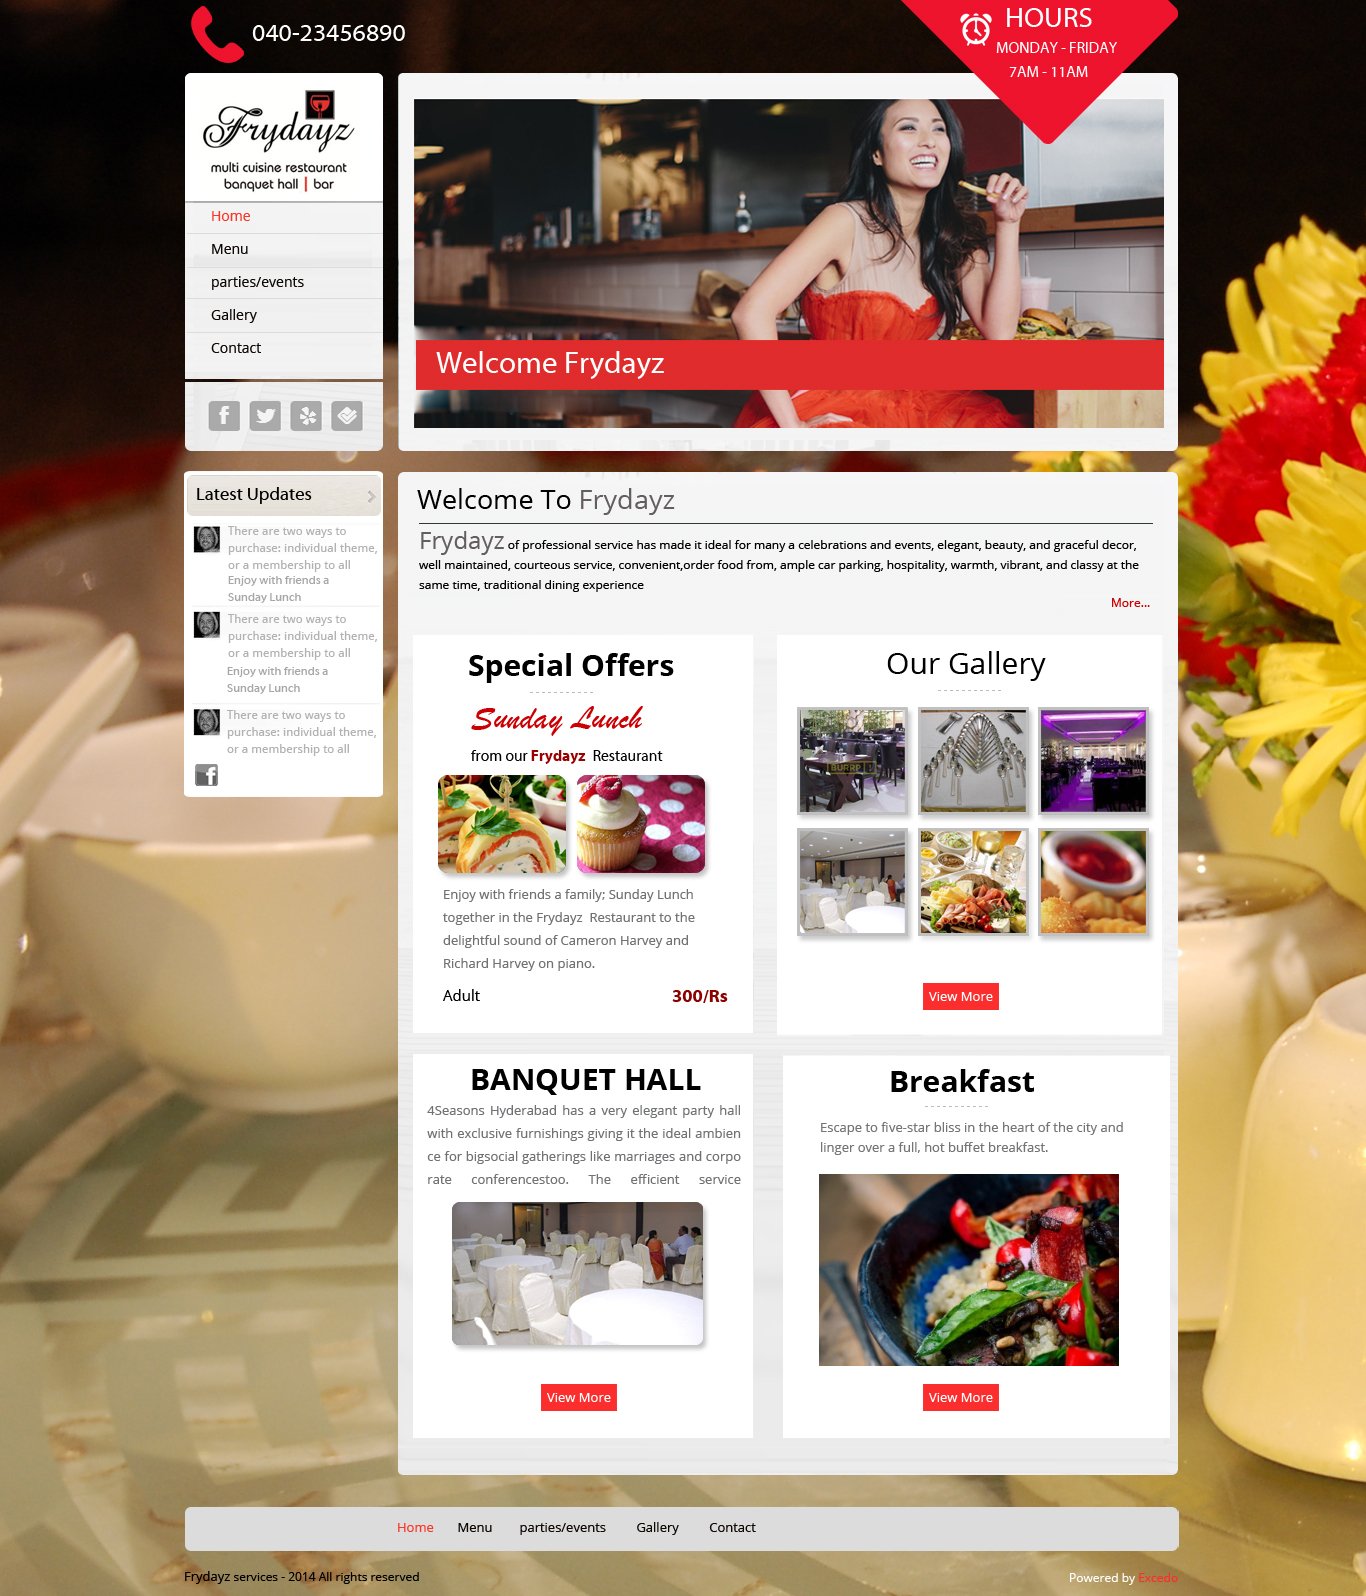 040-23456890
HOURS
MONDAY - FRIDAY
7AM - 11AM
Frydayz
multi cuisine restaurant
banquet hall | bar
Home
Menu
parties/events
Gallery
Contact
Welcome Frydayz
Latest Updates
There are two ways to
purchase: individual theme,
or a membership to all
Enjoy with friends a
Sunday Lunch
There are two ways to
purchase: individual theme,
or a membership to all
Enjoy with friends a
Sunday Lunch
There are two ways to
purchase: individual theme,
or a membership to all
Welcome To Frydayz
Frydayz of professional service has made it ideal for many a celebrations and events, elegant, beauty, and graceful decor,
well maintained, courteous service, convenient,order food from, ample car parking, hospitality, warmth, vibrant, and classy at the
same time, traditional dining experience
More...
Special Offers
Sunday Lunch
from our Frydayz Restaurant
Enjoy with friends a family; Sunday Lunch
together in the Frydayz Restaurant to the
delightful sound of Cameron Harvey and
Richard Harvey on piano.
Adult 300/Rs
Our Gallery
BURRP
View More
BANQUET HALL
4Seasons Hyderabad has a very elegant party hall
with exclusive furnishings giving it the ideal ambien
ce for bigsocial gatherings like marriages and corpo
rate conferencestoo. The efficient service
View More
Breakfast
Escape to five-star bliss in the heart of the city and
linger over a full, hot buffet breakfast.
View More
Home Menu parties/events Gallery Contact
Frydayz services - 2014 All rights reserved
Powered by Excedo